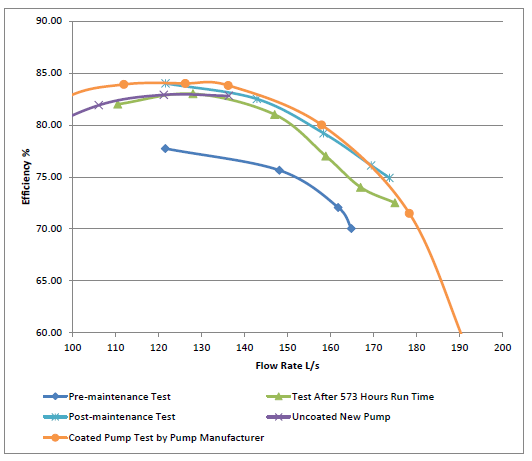 90.00
85.00
80.00
75.00
70.00
65.00
60.00
Efficiency %
100 110 120 130 140 150 160 170 180 190 200
Flow Rate L/s
Pre-maintenance Test
Test After 573 Hours Run Time
Post-maintenance Test
Uncoated New Pump
Coated Pump Test by Pump Manufacturer